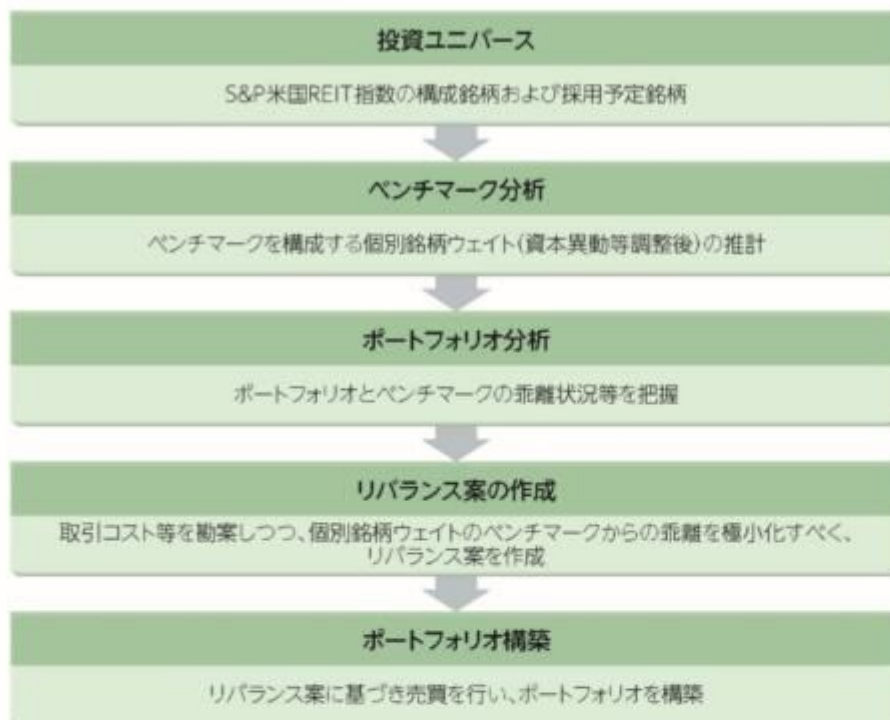 投資ユニバース
S&P米国REIT指数の構成銘柄および採用予定銘柄
ベンチマーク分析
ベンチマークを構成する個別銘柄ウェイト(資本異動等調整後)の推計
ポートフォリオ分析
ポートフォリオとベンチマークの乖離状況等を把握
リバランス案の作成
取引コスト等を勘案しつつ、個別銘柄ウェイトのベンチマークからの乖離を極小化すべく、
リバランス案を作成
ポートフォリオ構築
リバランス案に基づき売買を行い、ポートフォリオを構築